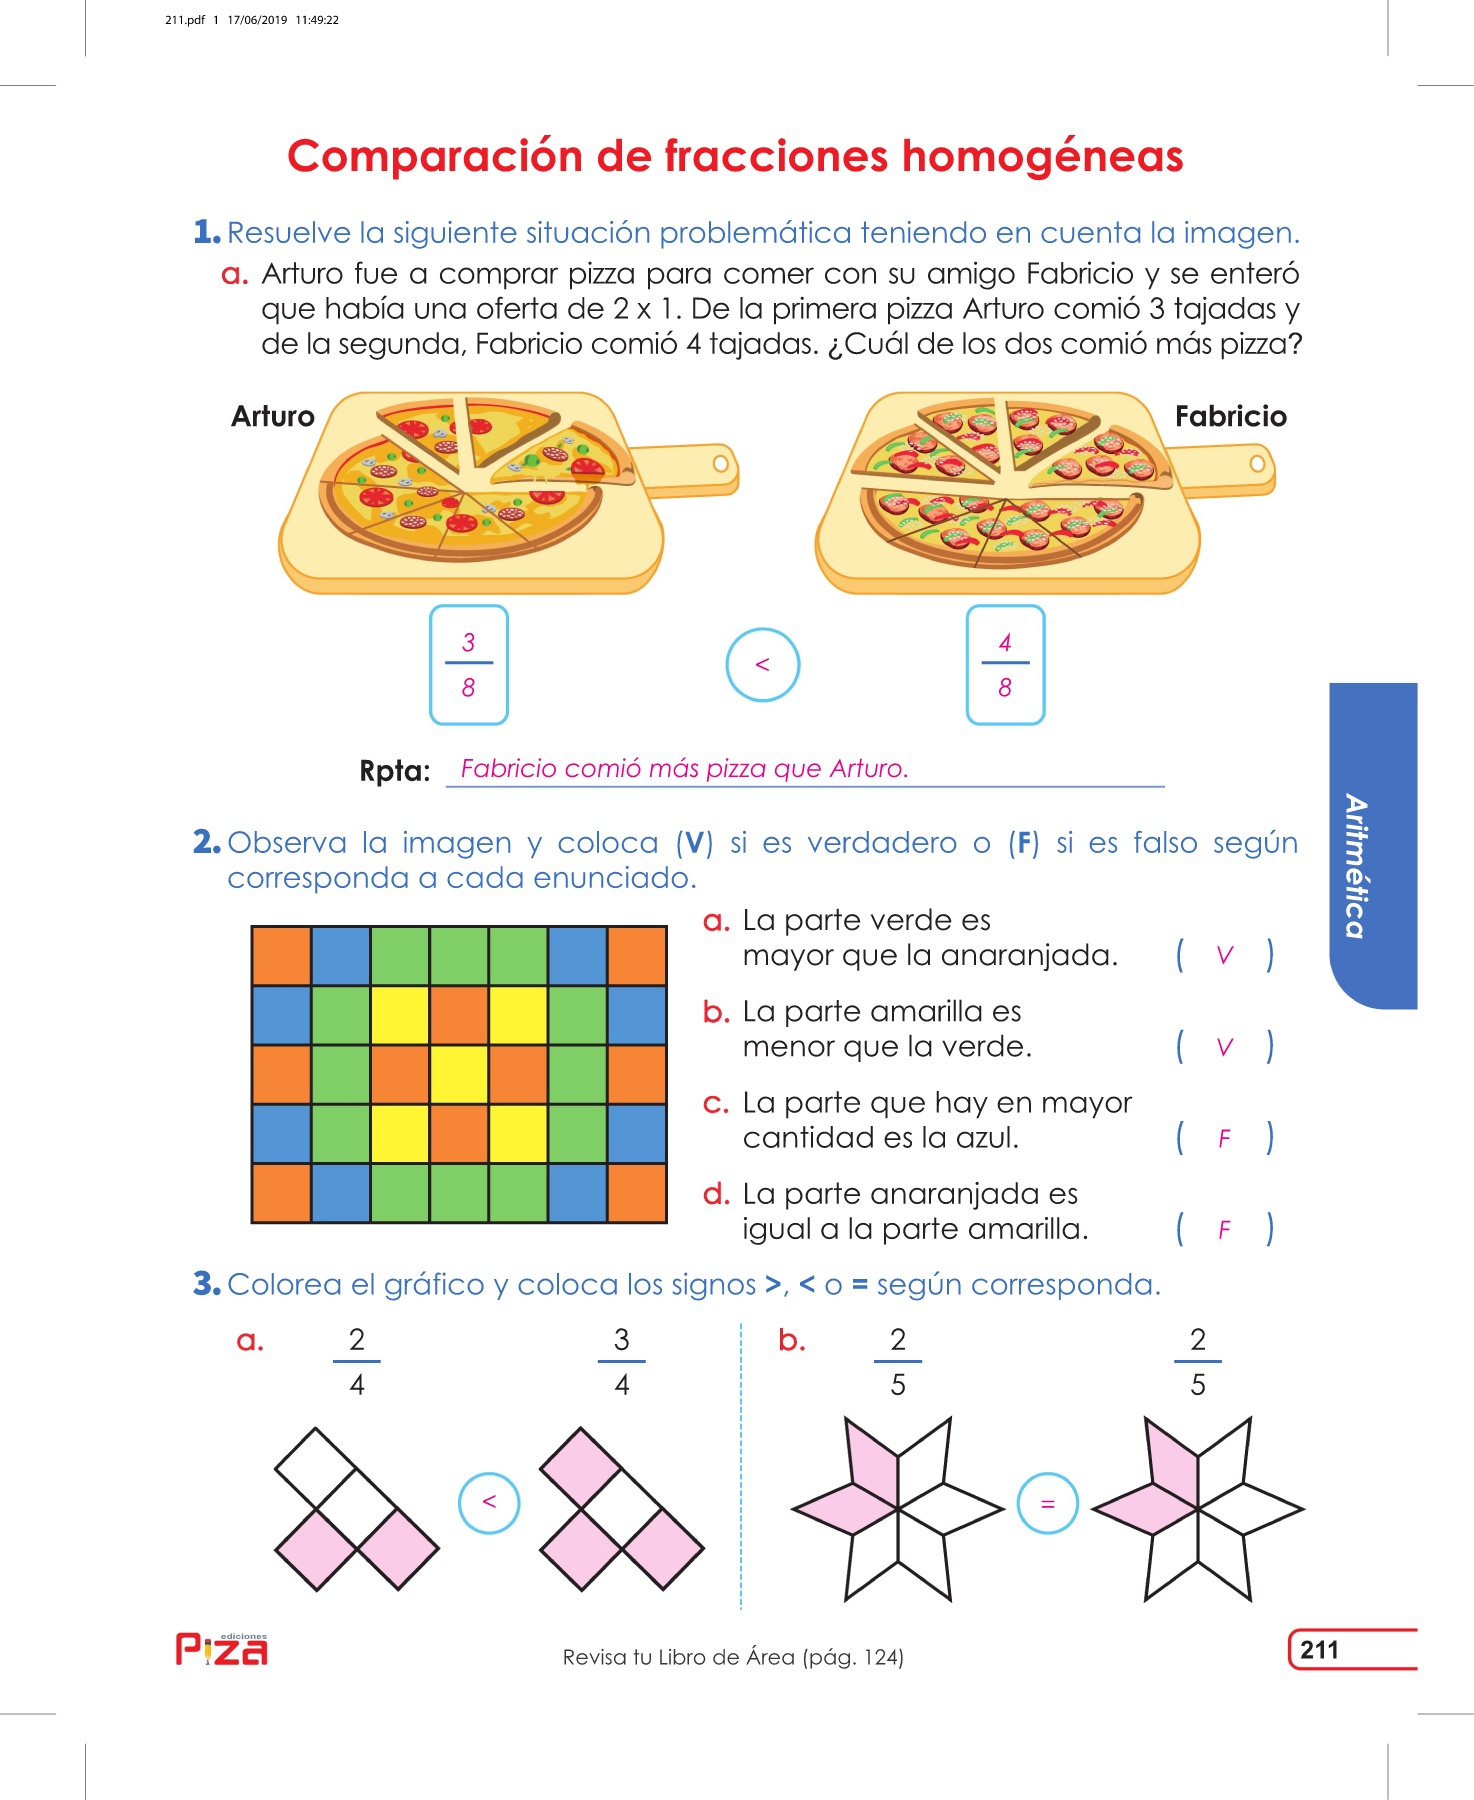 211.pdf 1 17/06/2019 11:49:22
Comparación de fracciones homogéneas
1. Resuelve la siguiente situación problemática teniendo en cuenta la imagen.
a. Arturo fue a comprar pizza para comer con su amigo Fabricio y se enteró
que había una oferta de 2 x 1. De la primera pizza Arturo comió 3 tajadas y
de la segunda, Fabricio comió 4 tajadas. ¿Cuál de los dos comió más pizza?
Arturo
Fabricio
3
8
<
4
8
Rpta: Fabricio comió más pizza que Arturo.
2. Observa la imagen y coloca (V) si es verdadero o (F) si es falso según
corresponda a cada enunciado.
a. La parte verde es
mayor que la anaranjada. ( V )
b. La parte amarilla es
menor que la verde. ( V )
c. La parte que hay en mayor
cantidad es la azul. ( F )
d. La parte anaranjada es
igual a la parte amarilla. ( F )
Aritmética
3. Colorea el gráfico y coloca los signos >, < o = según corresponda.
a. 2
4
<
3
4
b. 2
5
=
2
5
ediciones
Piza
Revisa tu Libro de Área (pág. 124)
211